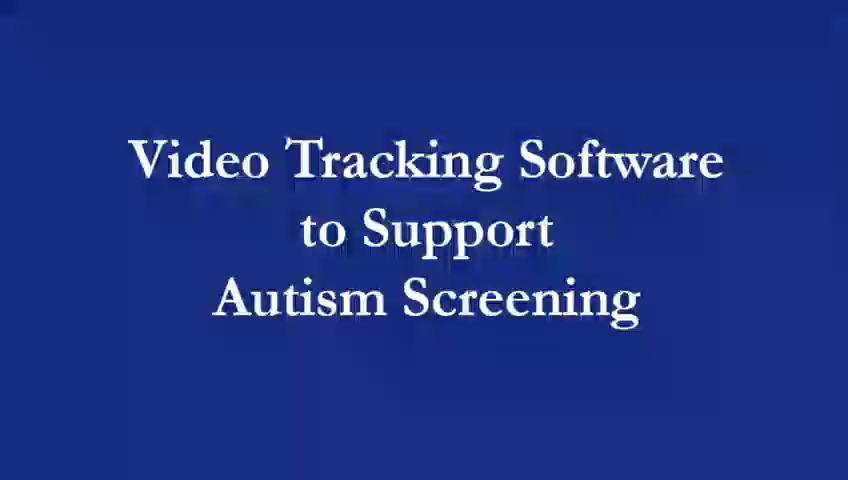 Video Tracking Software
to Support
Autism Screening